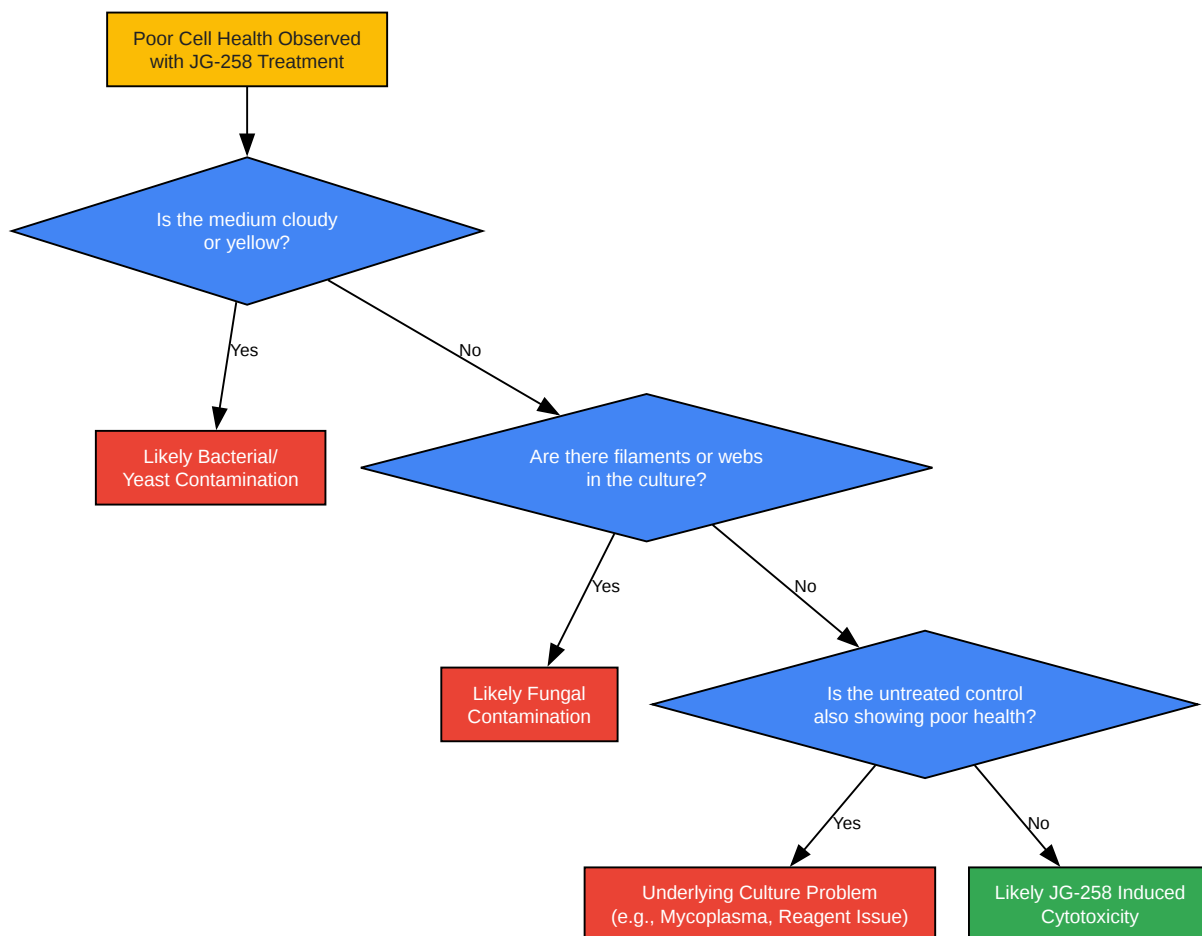 Poor Cell Health Observed
with JG-258 Treatment
Is the medium cloudy
or yellow?
Yes
No
Likely Bacterial/
Yeast Contamination
Are there filaments or webs
in the culture?
Yes
No
Likely Fungal
Contamination
Is the untreated control
also showing poor health?
Yes
No
Underlying Culture Problem
(e.g., Mycoplasma, Reagent Issue)
Likely JG-258 Induced
Cytotoxicity